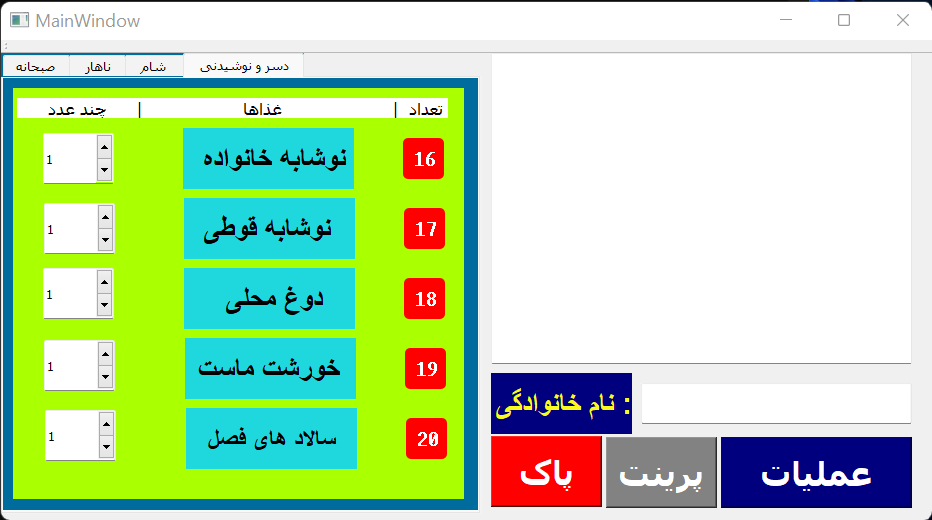 MainWindow
صبحانه
ناهار
شام
دسر و نوشیدنی
تعداد | غذاها | چند عدد
16 نوشابه خانواده 1
17 نوشابه قوطی 1
18 دوغ محلی 1
19 خورشت ماست 1
20 سالاد های فصل 1
نام خانوادگی :
پاک
پرینت
عملیات